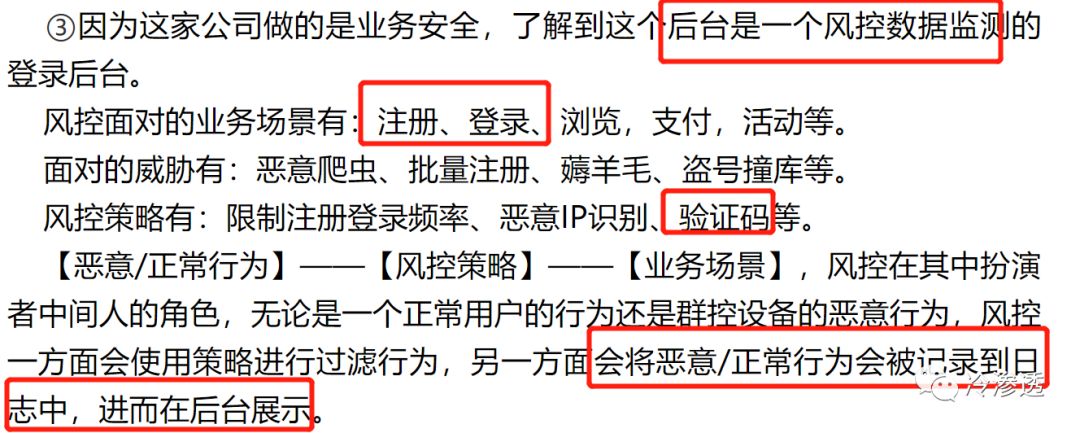 ③因为这家公司做的是业务安全，了解到这个后台是一个风控数据监测的
登录后台。
风控面对的业务场景有：注册、登录、浏览，支付，活动等。
面对的威胁有：恶意爬虫、批量注册、薅羊毛、盗号撞库等。
风控策略有：限制注册登录频率、恶意IP识别、验证码等。
【恶意/正常行为】——【风控策略】——【业务场景】，风控在其中扮演
者中间人的角色，无论是一个正常用户的行为还是群控设备的恶意行为，风控
一方面会使用策略进行过滤行为，另一方面会将恶意/正常行为会被记录到日
志中，进而在后台展示。
冷渗透